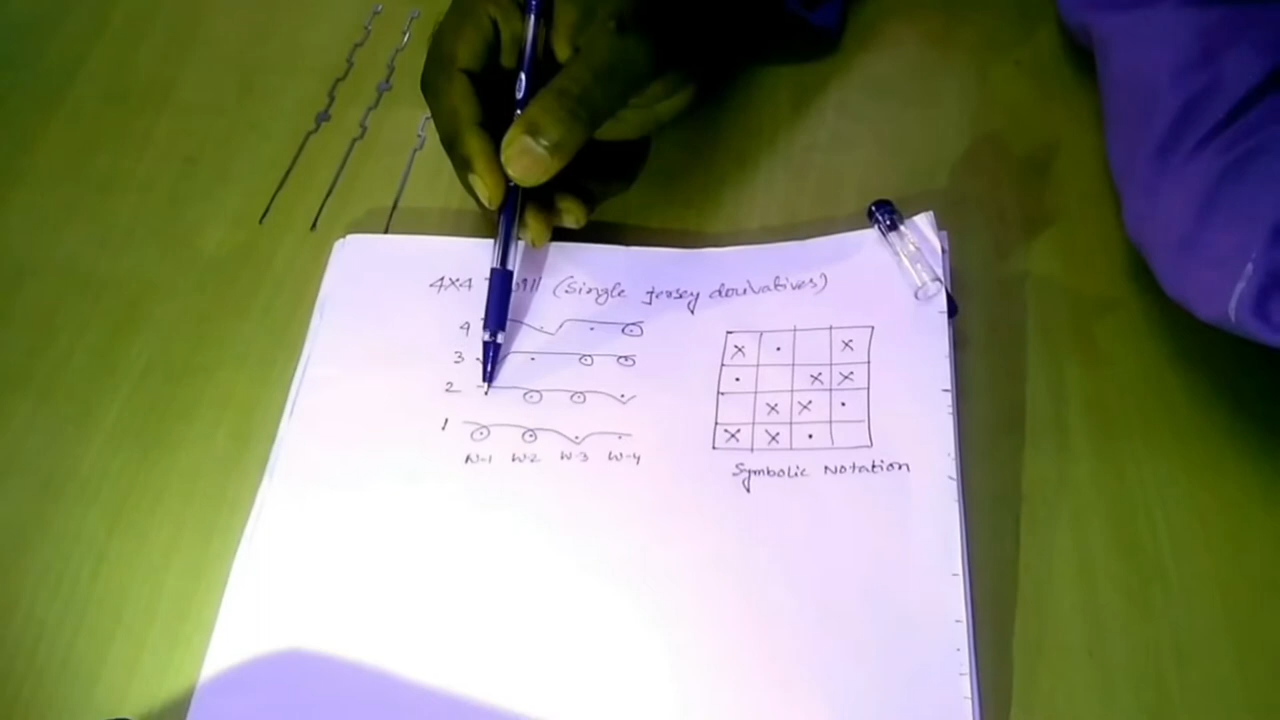 4X4 (Single Jersey derivatives)
4
3
2
1
W-1 W-2 W-3 W-4
X • X
• X X
X X •
X X •
Symbolic Notation